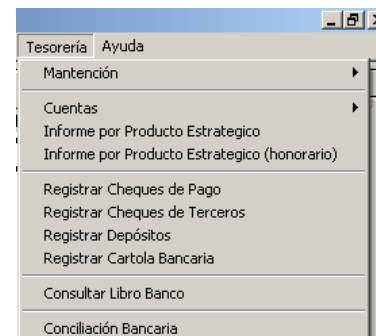 Tesorería Ayuda
Mantención
Cuentas
Informe por Producto Estrategico
Informe por Producto Estrategico (honorario)
Registrar Cheques de Pago
Registrar Cheques de Terceros
Registrar Depósitos
Registrar Cartola Bancaria
Consultar Libro Banco
Conciliación Bancaria